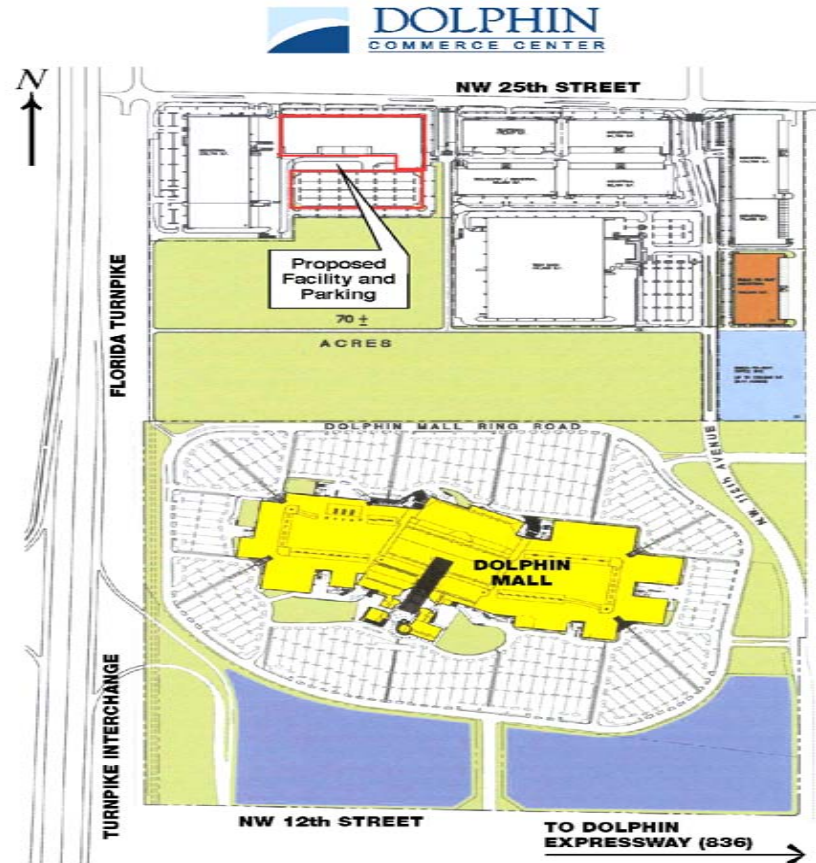 DOLPHIN
COMMERCE CENTER
N
NW 25th STREET
Proposed
Facility and
Parking
70 ±
ACRES
FLORIDA TURNPIKE
DOLPHIN MALL RING ROAD
NW 112th AVENUE
DOLPHIN
MALL
TURNPIKE INTERCHANGE
NW 12th STREET
TO DOLPHIN
EXPRESSWAY (836)